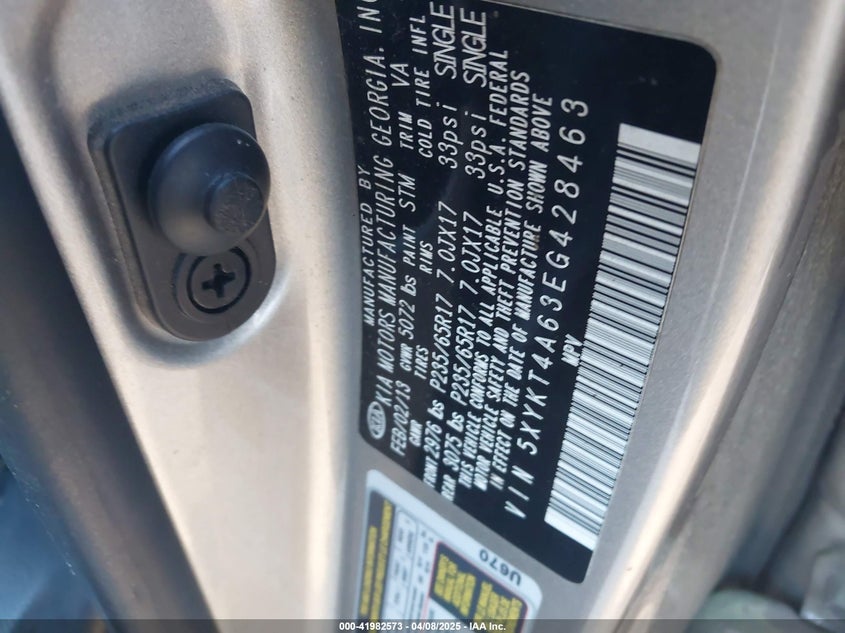 MANUFACTURED BY
KIA KIA MOTORS MANUFACTURING GEORGIA, INC
FEB/02/13 GVWR 5072 lbs PAINT STM TRIM VA
GAWR TIRES RIMS COLD TIRE INFL
2976 lbs P235/65R17 7.0JX17 33psi SINGLE
3075 lbs P235/65R17 7.0JX17 33psi SINGLE
THIS VEHICLE CONFORMS TO ALL APPLICABLE U.S.A. FEDERAL
MOTOR VEHICLE SAFETY AND THEFT PREVENTION STANDARDS
IN EFFECT ON THE DATE OF MANUFACTURE SHOWN ABOVE
VIN 5XYKT4A63EG428463
MPV
U670
000-41982573 - 04/08/2025 - IAA Inc.